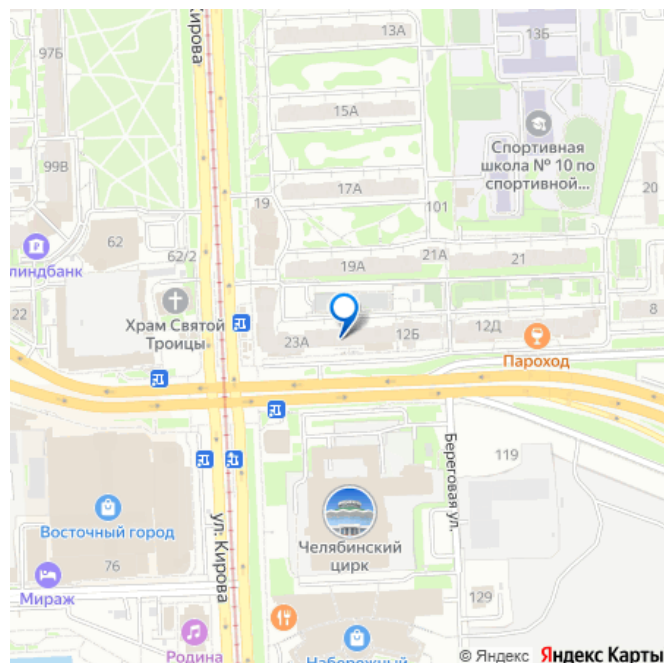 Кирова
13А
13Б
97Б
15А
Спортивная
школа № 10 по
спортивной...
99В
17А
20
19
101
62
62/2
21А
21
линдбанк
19А
22
Храм Святой
Троицы
23А
12Б
12Д
8
Пароход
Береговая ул.
119
Восточный город
76
ул. Кирова
Челябинский
цирк
Мираж
129
Родина
Набережный
© Яндекс Яндекс Карты